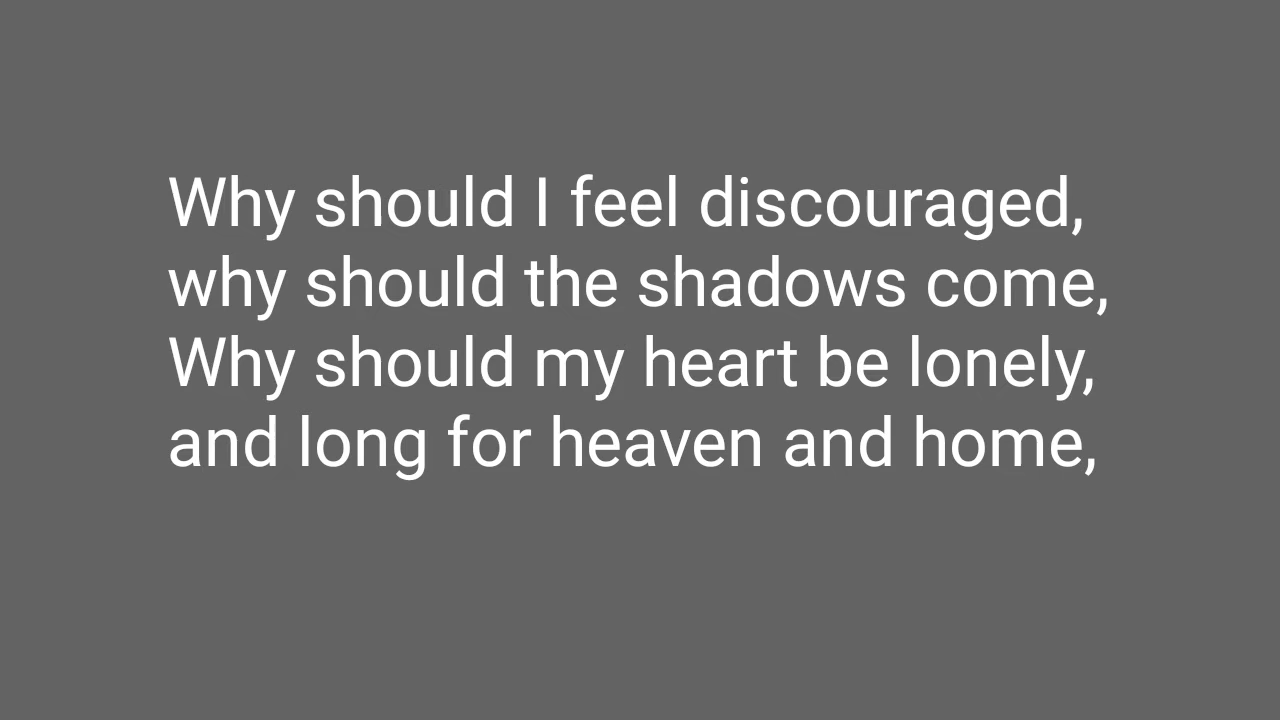 Why should I feel discouraged,
why should the shadows come,
Why should my heart be lonely,
and long for heaven and home,